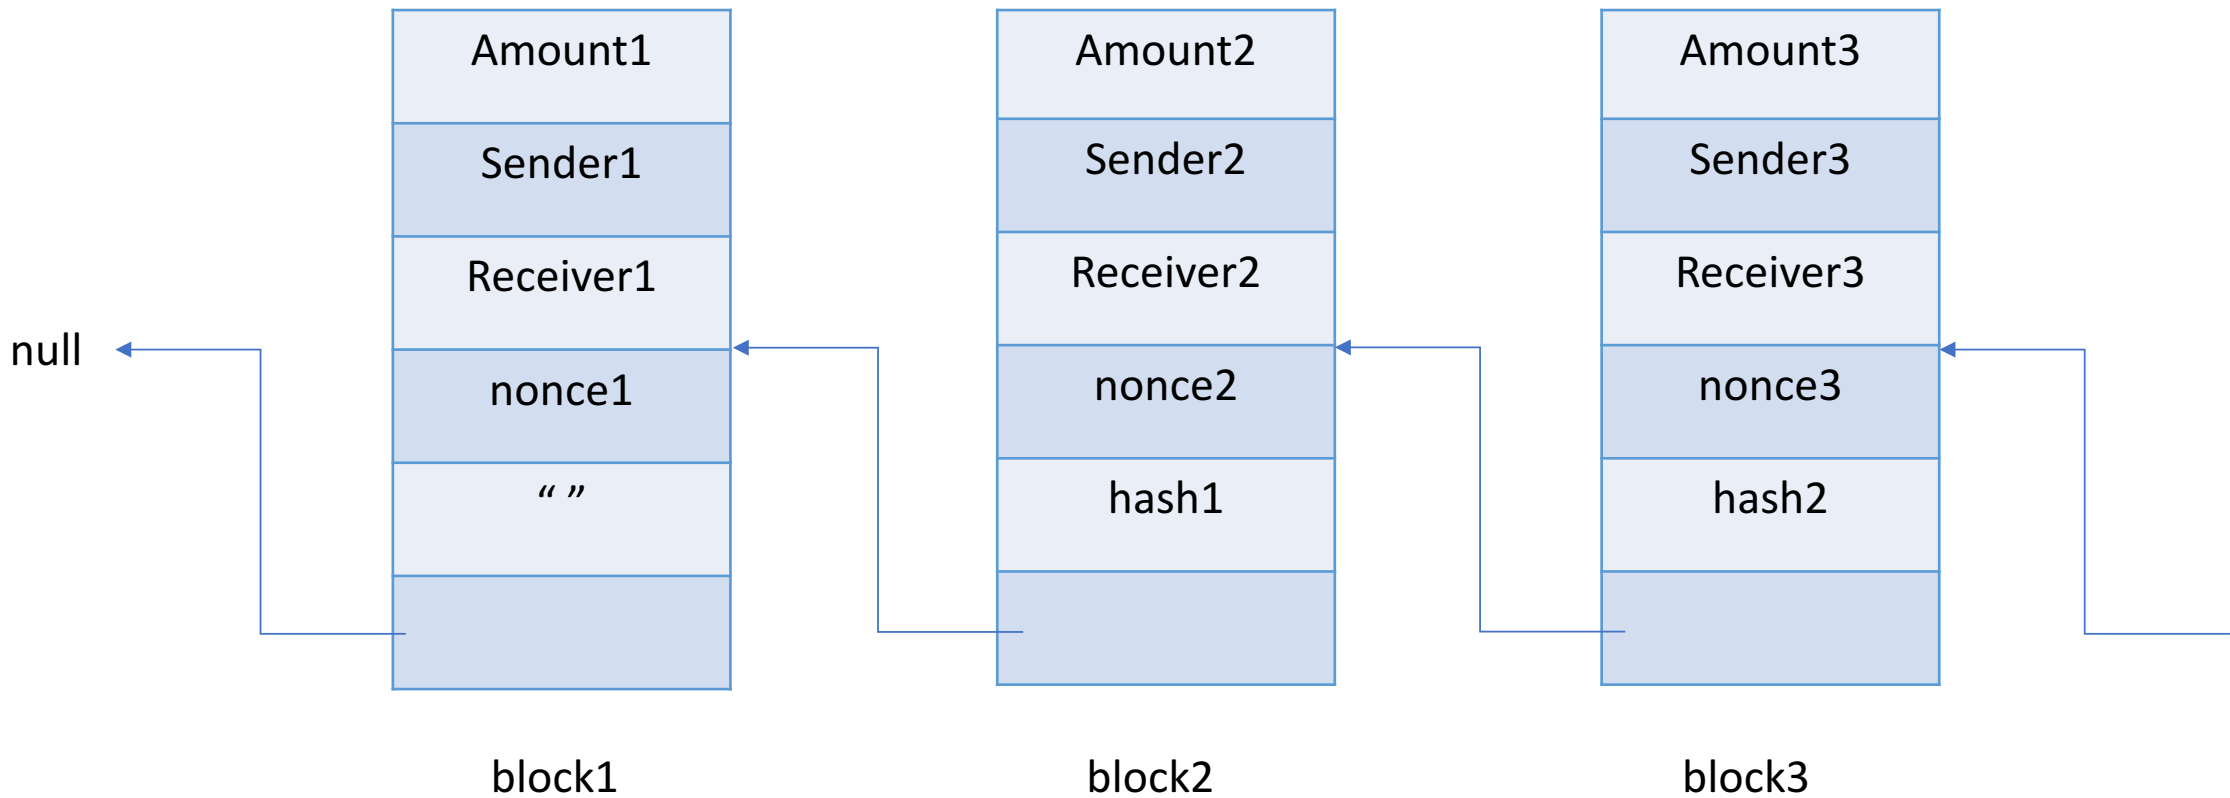 Amount1
Sender1
Receiver1
nonce1
“ ”
Amount2
Sender2
Receiver2
nonce2
hash1
Amount3
Sender3
Receiver3
nonce3
hash2
null
block1
block2
block3